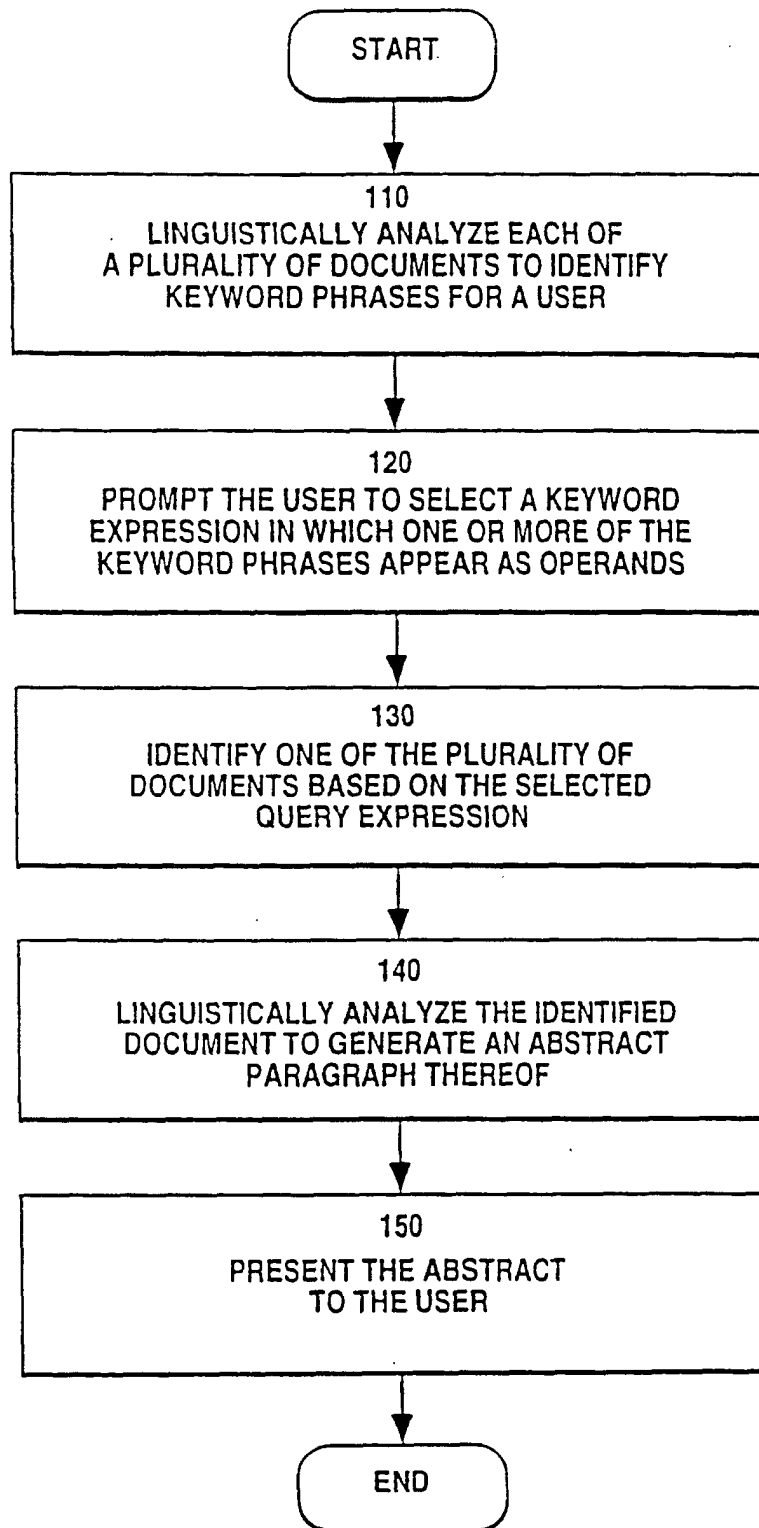 START
110
LINGUISTICALLY ANALYZE EACH OF
A PLURALITY OF DOCUMENTS TO IDENTIFY
KEYWORD PHRASES FOR A USER
120
PROMPT THE USER TO SELECT A KEYWORD
EXPRESSION IN WHICH ONE OR MORE OF THE
KEYWORD PHRASES APPEAR AS OPERANDS
130
IDENTIFY ONE OF THE PLURALITY OF
DOCUMENTS BASED ON THE SELECTED
QUERY EXPRESSION
140
LINGUISTICALLY ANALYZE THE IDENTIFIED
DOCUMENT TO GENERATE AN ABSTRACT
PARAGRAPH THEREOF
150
PRESENT THE ABSTRACT
TO THE USER
END